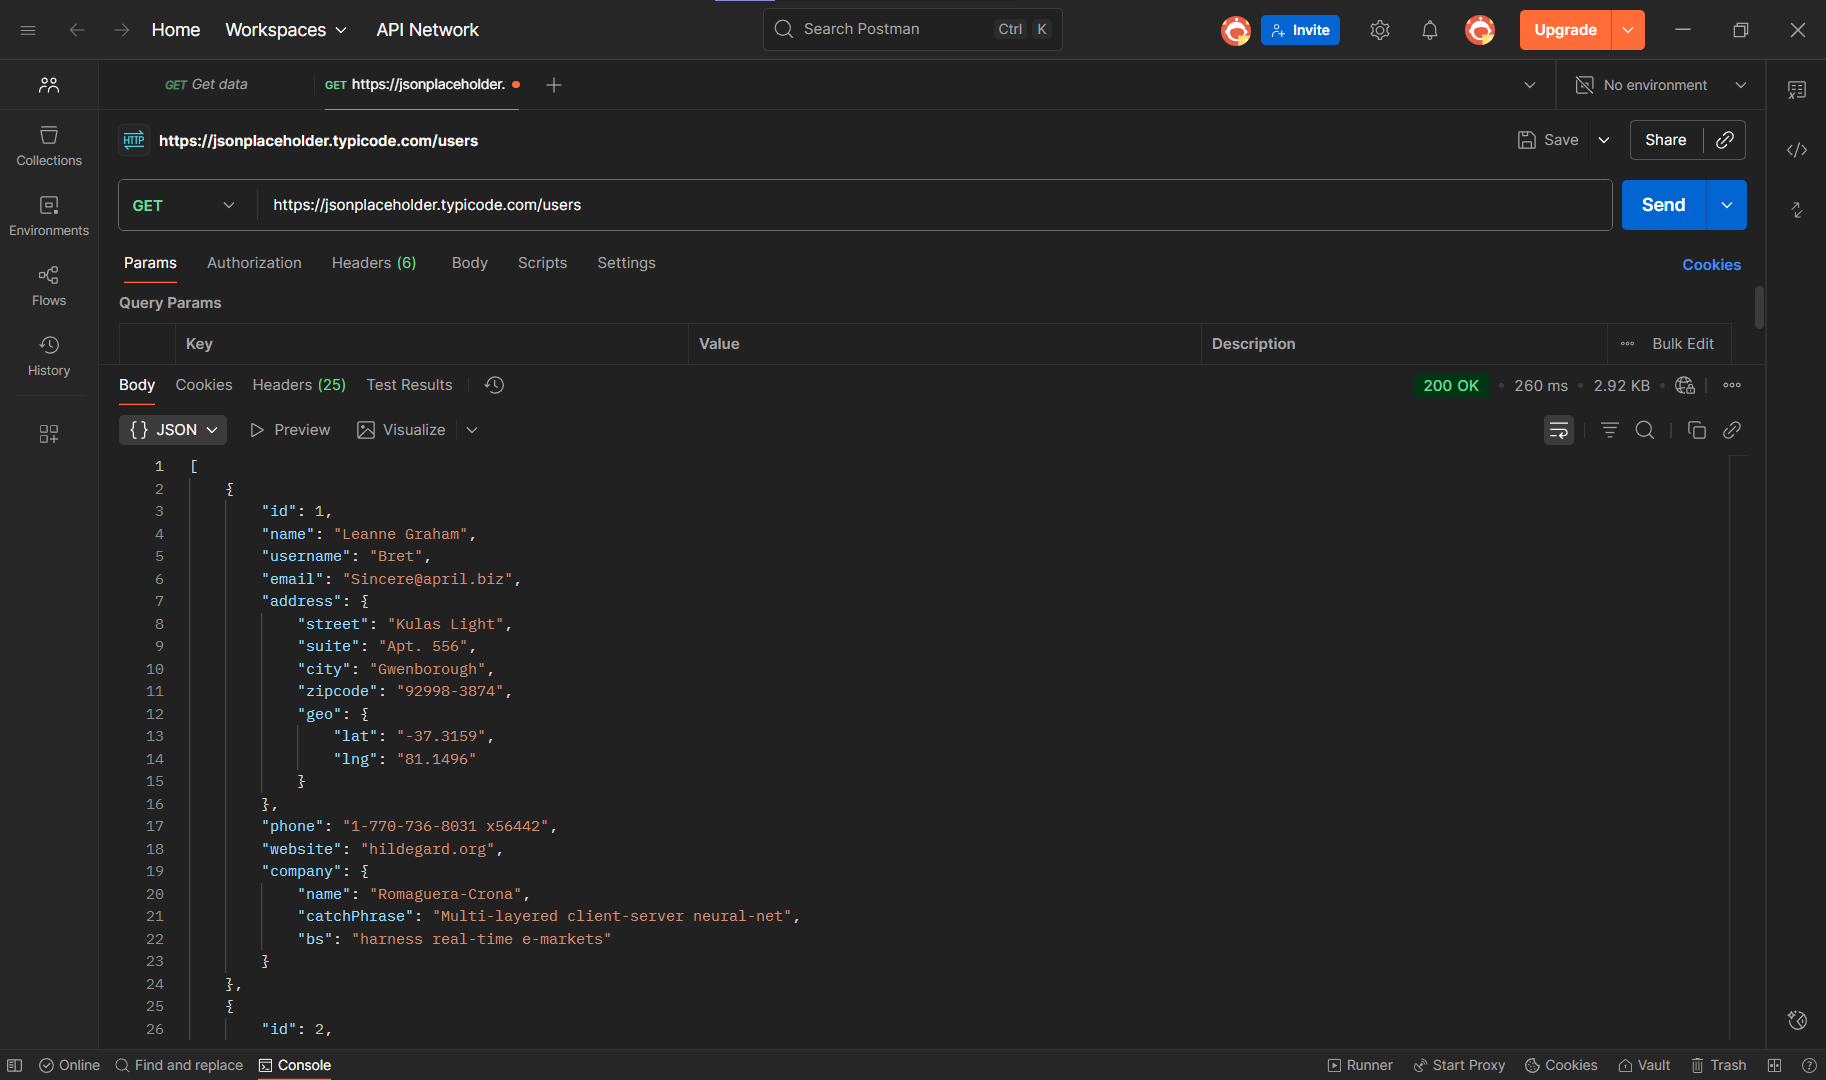 Home Workspaces API Network Search Postman Ctrl K Invite Upgrade
GET Get data GET https://jsonplaceholder. No environment
HTTP https://jsonplaceholder.typicode.com/users Save Share
Collections
GET https://jsonplaceholder.typicode.com/users Send
Environments
Params Authorization Headers (6) Body Scripts Settings Cookies
Flows
Query Params
Key Value Description Bulk Edit
History
Body Cookies Headers (25) Test Results 200 OK • 260 ms • 2.92 KB •
{} JSON Preview Visualize
1 [
2 {
3 "id": 1,
4 "name": "Leanne Graham",
5 "username": "Bret",
6 "email": "Sincere@april.biz",
7 "address": {
8 "street": "Kulas Light",
9 "suite": "Apt. 556",
10 "city": "Gwenborough",
11 "zipcode": "92998-3874",
12 "geo": {
13 "lat": "-37.3159",
14 "lng": "81.1496"
15 }
16 },
17 "phone": "1-770-736-8031 x56442",
18 "website": "hildegard.org",
19 "company": {
20 "name": "Romaguera-Crona",
21 "catchPhrase": "Multi-layered client-server neural-net",
22 "bs": "harness real-time e-markets"
23 }
24 },
25 {
26 "id": 2,
Online Find and replace Console Runner Start Proxy Cookies Vault Trash